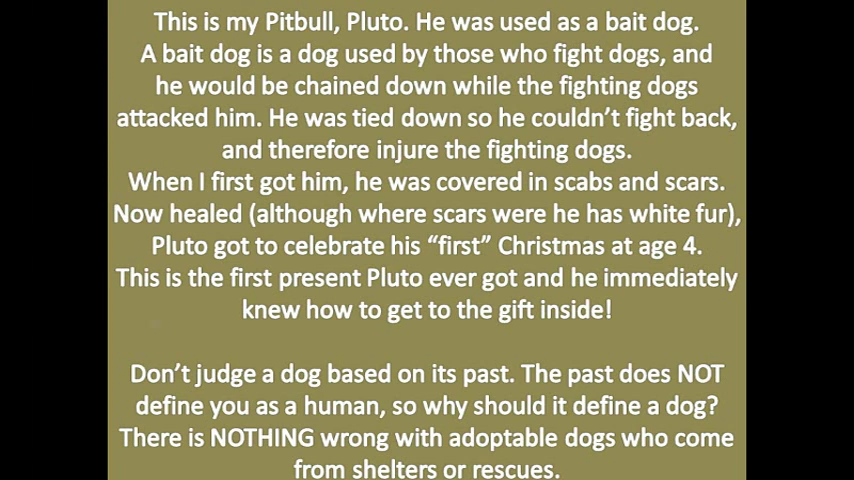 This is my Pitbull, Pluto. He was used as a bait dog.
A bait dog is a dog used by those who fight dogs, and
he would be chained down while the fighting dogs
attacked him. He was tied down so he couldn’t fight back,
and therefore injure the fighting dogs.
When I first got him, he was covered in scabs and scars.
Now healed (although where scars were he has white fur),
Pluto got to celebrate his “first” Christmas at age 4.
This is the first present Pluto ever got and he immediately
knew how to get to the gift inside!
Don’t judge a dog based on its past. The past does NOT
define you as a human, so why should it define a dog?
There is NOTHING wrong with adoptable dogs who come
from shelters or rescues.